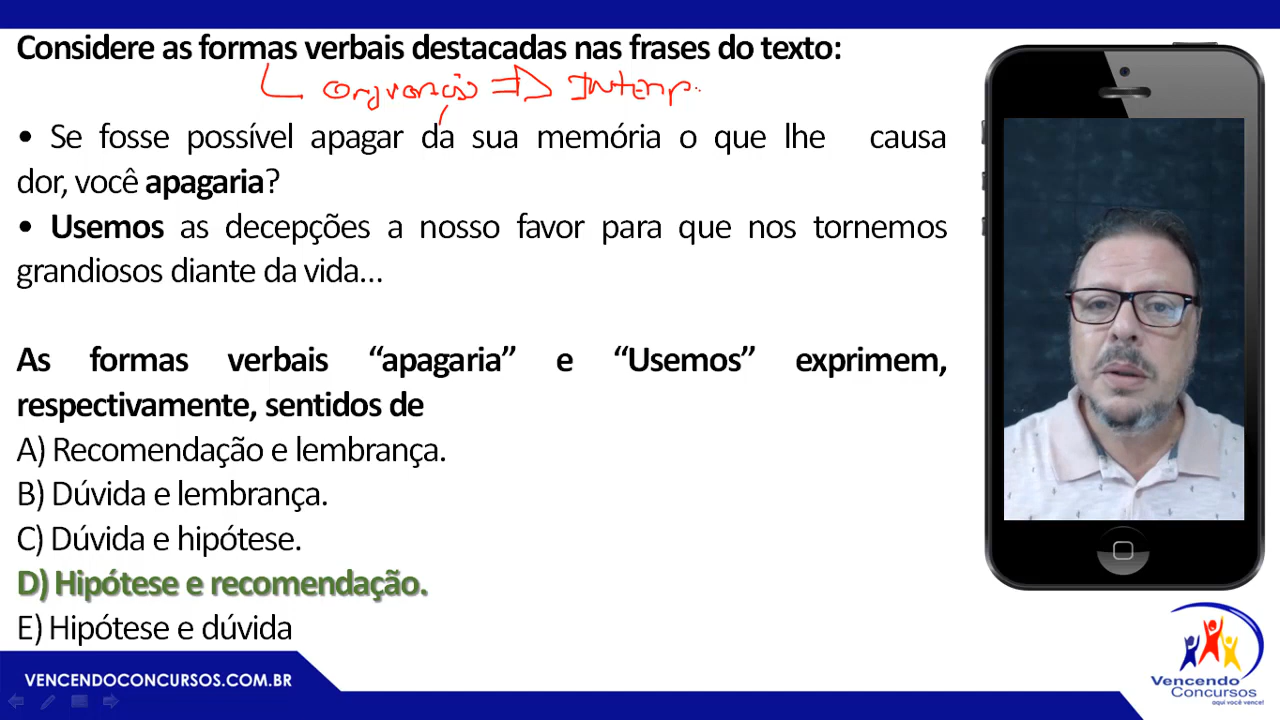 Considere as formas verbais destacadas nas frases do texto:
• Se fosse possível apagar da sua memória o que lhe causa
dor, você apagaria?
• Usemos as decepções a nosso favor para que nos tornemos
grandiosos diante da vida...
As formas verbais “apagaria” e “Usemos” exprimem,
respectivamente, sentidos de
A) Recomendação e lembrança.
B) Dúvida e lembrança.
C) Dúvida e hipótese.
D) Hipótese e recomendação.
E) Hipótese e dúvida
VENCENDOCONCURSOS.COM.BR
Vencendo
Concursos
aqui você vence!